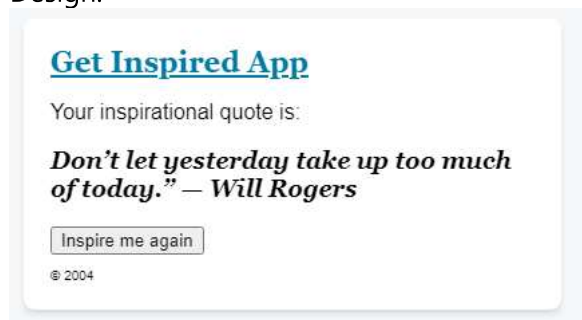 Design:
Get Inspired App
Your inspirational quote is:
Don’t let yesterday take up too much
of today.” — Will Rogers
Inspire me again
© 2004